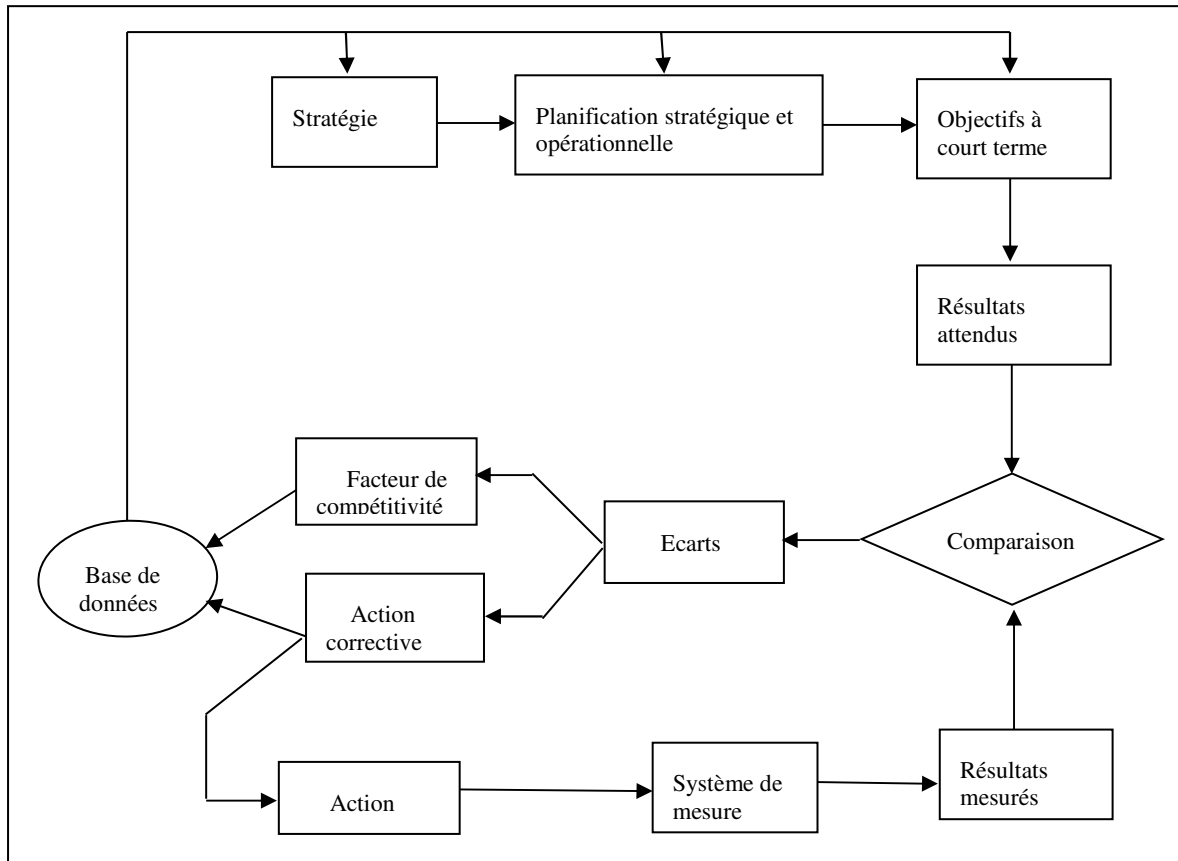 Stratégie
Planification stratégique et
opérationnelle
Objectifs à
court terme
Résultats
attendus
Facteur de
compétitivité
Ecarts
Comparaison
Base de
données
Action
corrective
Action
Système de
mesure
Résultats
mesurés